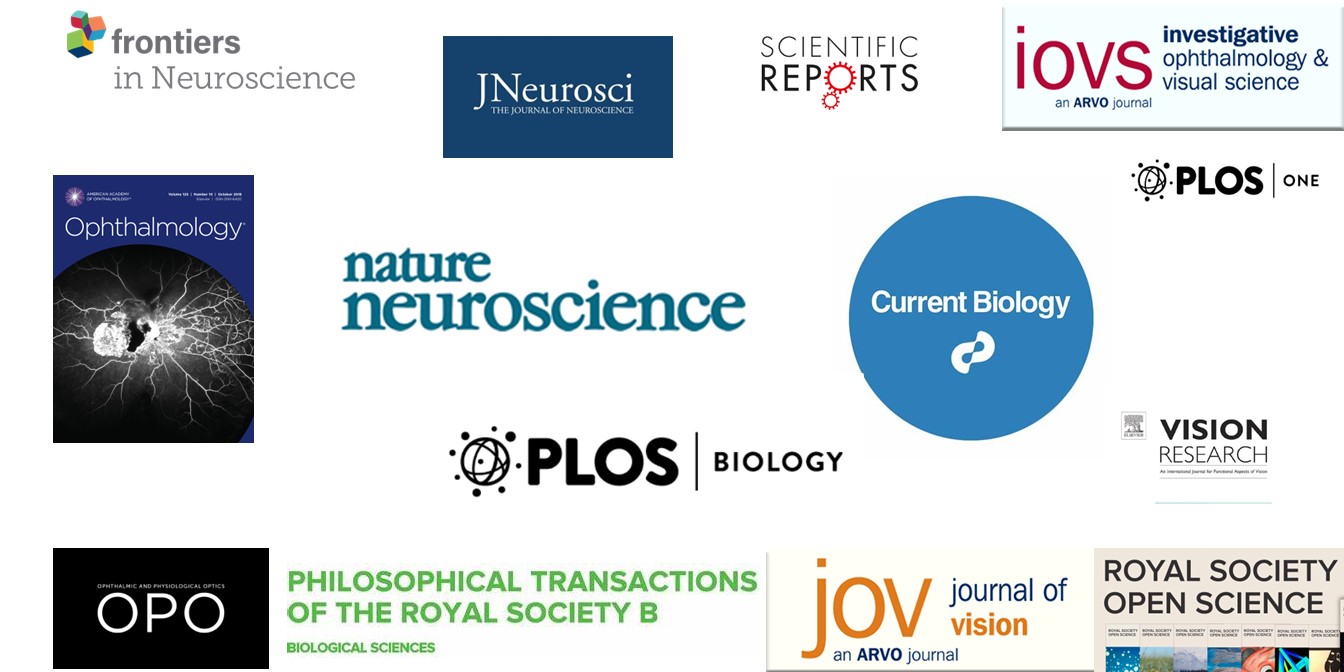 frontiers
in Neuroscience
JNeurosci
THE JOURNAL OF NEUROSCIENCE
SCIENTIFIC
REPORTS
iovs
investigative
ophthalmology &
visual science
an ARVO journal
PLOS ONE
AMERICAN ACADEMY
OF OPHTHALMOLOGY
Ophthalmology
nature
neuroscience
Current Biology
PLOS BIOLOGY
ELSEVIER
VISION
RESEARCH
An International Journal for Functional Aspects of Vision
OPHTHALMIC AND PHYSIOLOGICAL OPTICS
OPO
PHILOSOPHICAL TRANSACTIONS
OF THE ROYAL SOCIETY B
BIOLOGICAL SCIENCES
jov
journal of
vision
an ARVO journal
ROYAL SOCIETY
OPEN SCIENCE